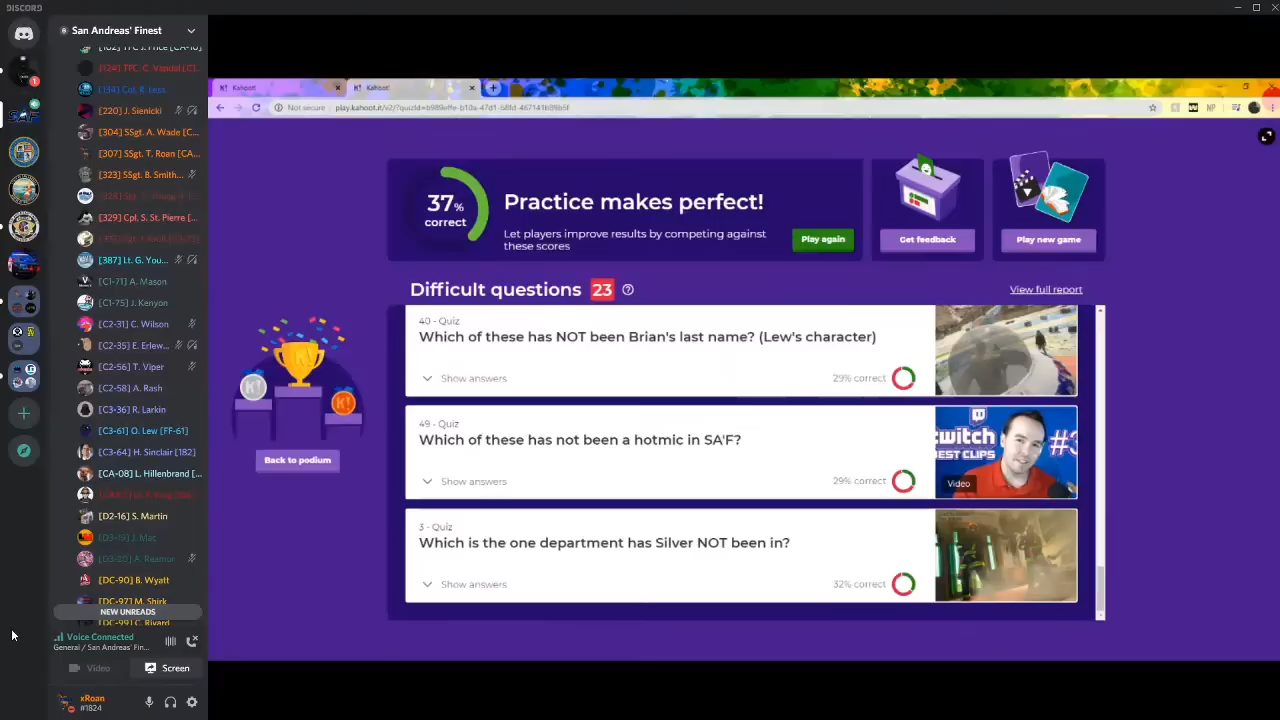 DISCORD
San Andreas' Finest
[134] Col. R. Less
[220] J. Sienicki
[304] SSgt. A. Wade [C...
[307] SSgt. T. Roan [CA...
[323] SSgt. B. Smith...
[329] Cpl. S. St. Pierre [...
[387] Lt. G. You...
[C1-71] A. Mason
[C1-75] J. Kenyon
[C2-31] C. Wilson
[C2-35] E. Erlew...
[C2-56] T. Viper
[C2-58] A. Rash
[C3-36] R. Larkin
[C3-61] O. Lew [FF-61]
[C3-64] H. Sinclair [182]
[CA-08] L. Hillenbrand [...
[D2-16] S. Martin
[D3-20] A. Reamor
[DC-90] B. Wyatt
[DC-97] M. Shirk
NEW UNREADS
Voice Connected
General / San Andreas' Fin...
Video
Screen
xRoan
#1824
Kahoot!
Kahoot!
Not secure
37%
correct
Practice makes perfect!
Let players improve results by competing against
these scores
Play again
Get feedback
Play new game
Difficult questions 23
View full report
40 - Quiz
Which of these has NOT been Brian's last name? (Lew's character)
Show answers
29% correct
49 - Quiz
Which of these has not been a hotmic in SA'F?
Show answers
29% correct
twitch
BEST CLIPS
Video
3 - Quiz
Which is the one department has Silver NOT been in?
Show answers
32% correct
Back to podium